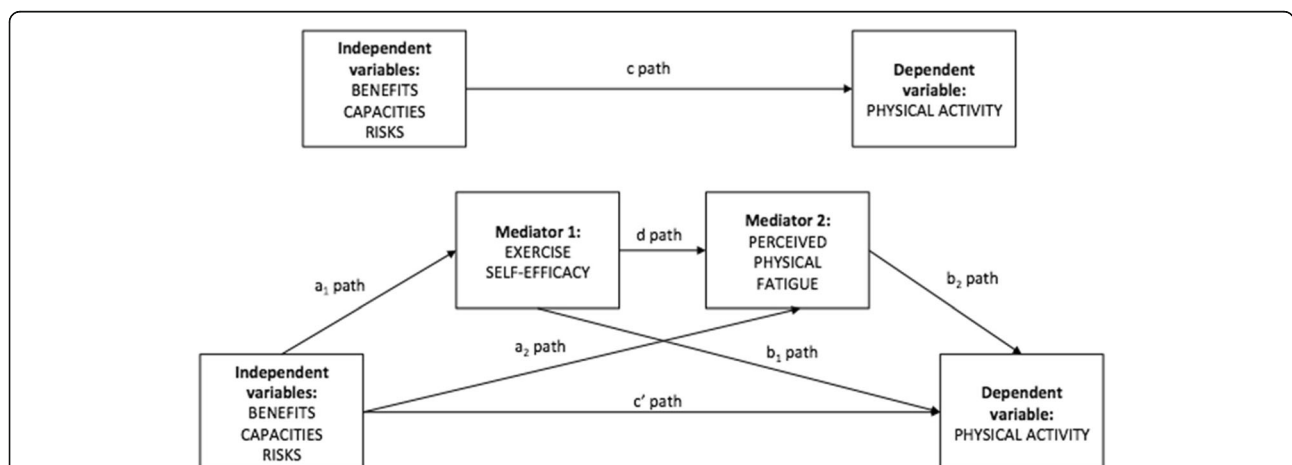 Independent
variables:
BENEFITS
CAPACITIES
RISKS
c path
Dependent
variable:
PHYSICAL ACTIVITY
Mediator 1:
EXERCISE
SELF-EFFICACY
d path
Mediator 2:
PERCEIVED
PHYSICAL
FATIGUE
a₁ path
b₂ path
a₂ path
b₁ path
Independent
variables:
BENEFITS
CAPACITIES
RISKS
c' path
Dependent
variable:
PHYSICAL ACTIVITY